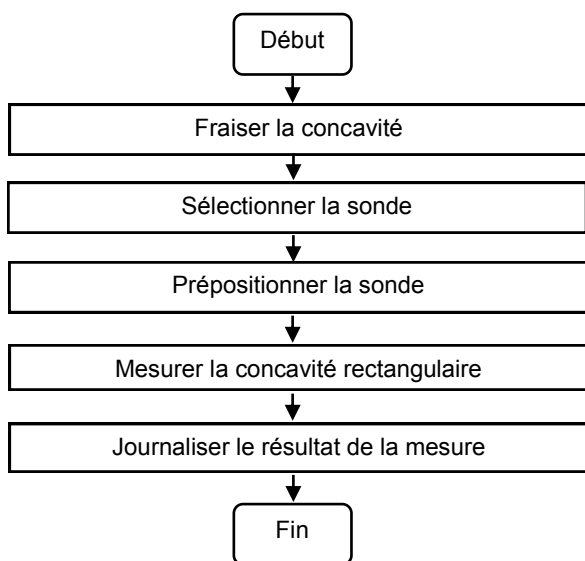 Début
Fraiser la concavité
Sélectionner la sonde
Prépositionner la sonde
Mesurer la concavité rectangulaire
Journaliser le résultat de la mesure
Fin